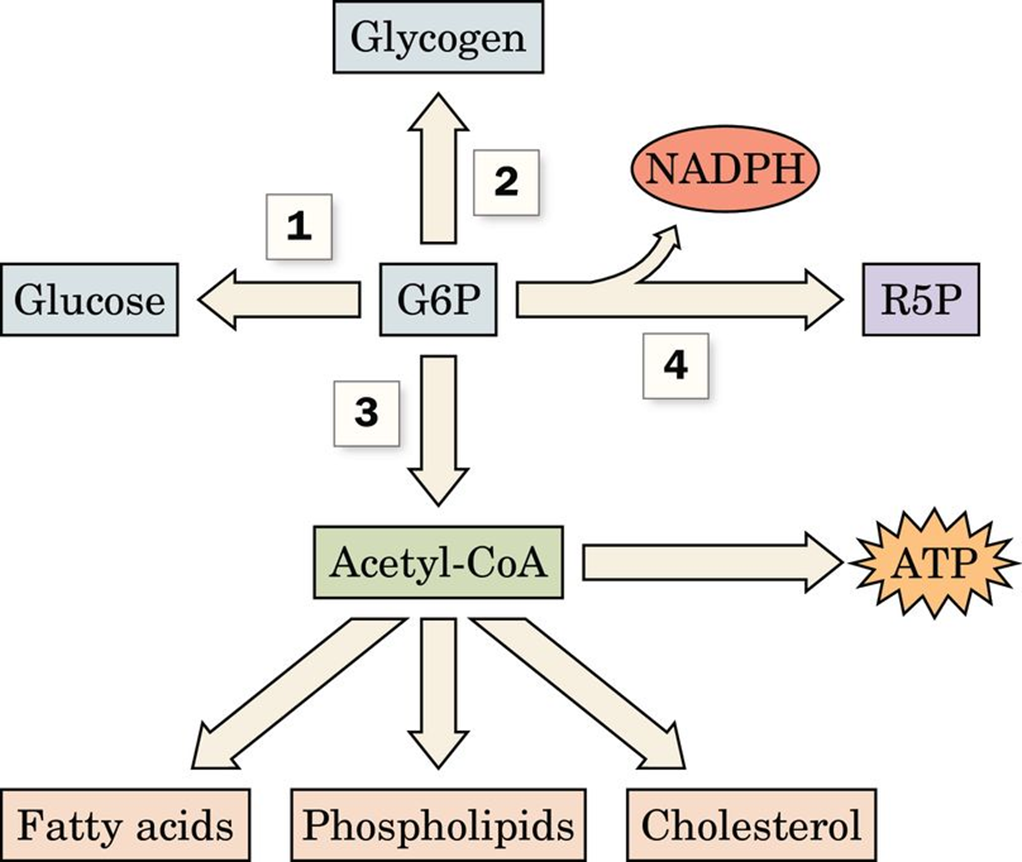 Glycogen
NADPH
2
1
Glucose
G6P
R5P
4
3
Acetyl-CoA
ATP
Fatty acids
Phospholipids
Cholesterol